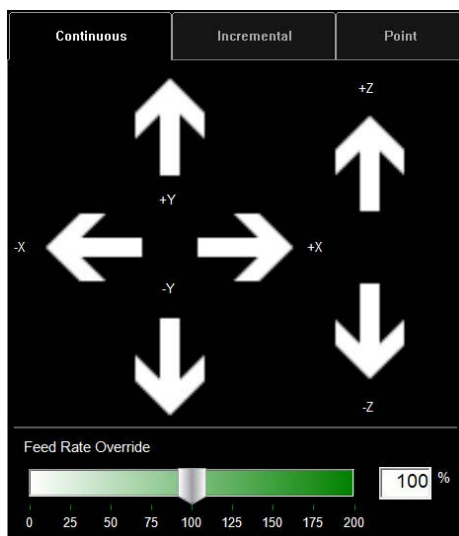 Continuous Incremental Point
+Z
+Y
-X +X
-Y
-Z
Feed Rate Override
100 %
0 25 50 75 100 125 150 175 200